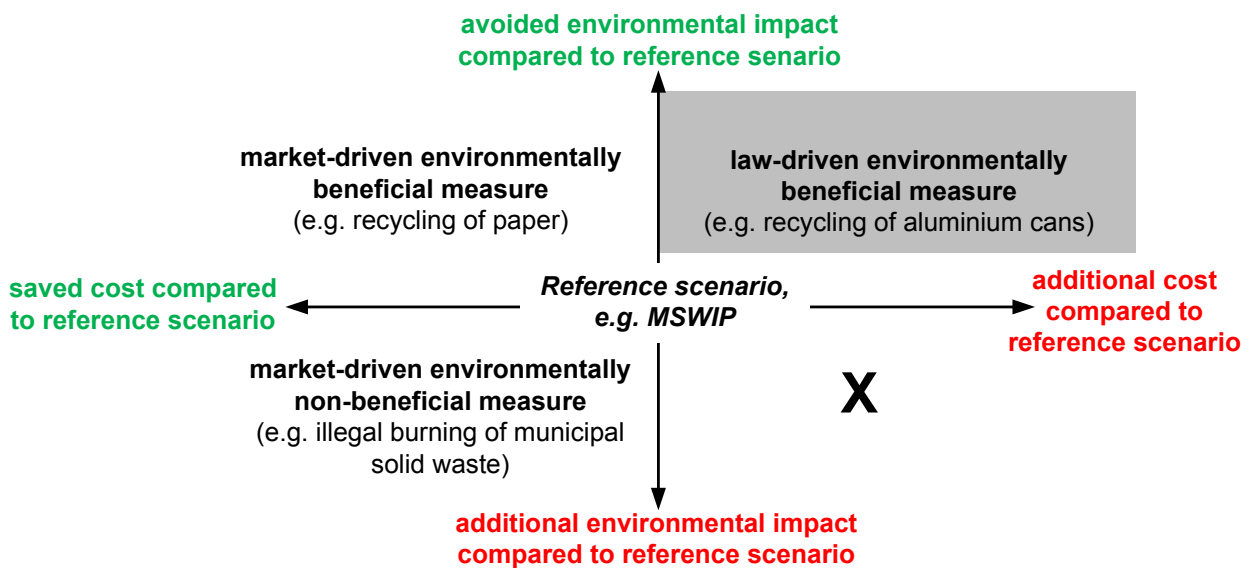 avoided environmental impact
compared to reference senario
market-driven environmentally
beneficial measure
(e.g. recycling of paper)
law-driven environmentally
beneficial measure
(e.g. recycling of aluminium cans)
saved cost compared
to reference scenario
Reference scenario,
e.g. MSWIP
additional cost
compared to
reference scenario
market-driven environmentally
non-beneficial measure
(e.g. illegal burning of municipal
solid waste)
X
additional environmental impact
compared to reference scenario